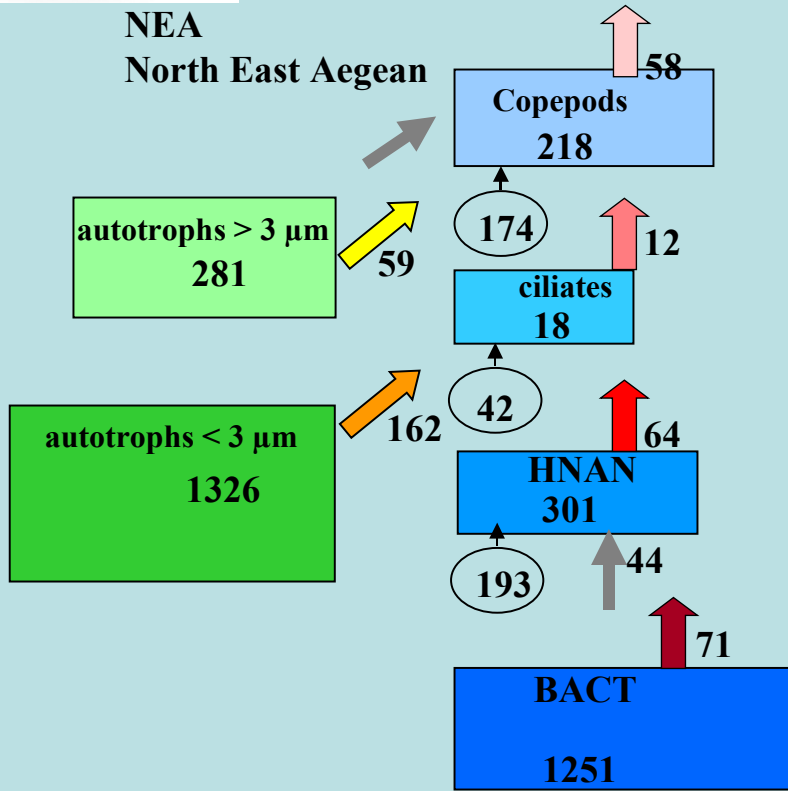 NEA
North East Aegean
58
Copepods
218
174
12
autotrophs > 3 µm
281
59
ciliates
18
42
162
64
autotrophs < 3 µm
1326
HNAN
301
193
44
71
BACT
1251